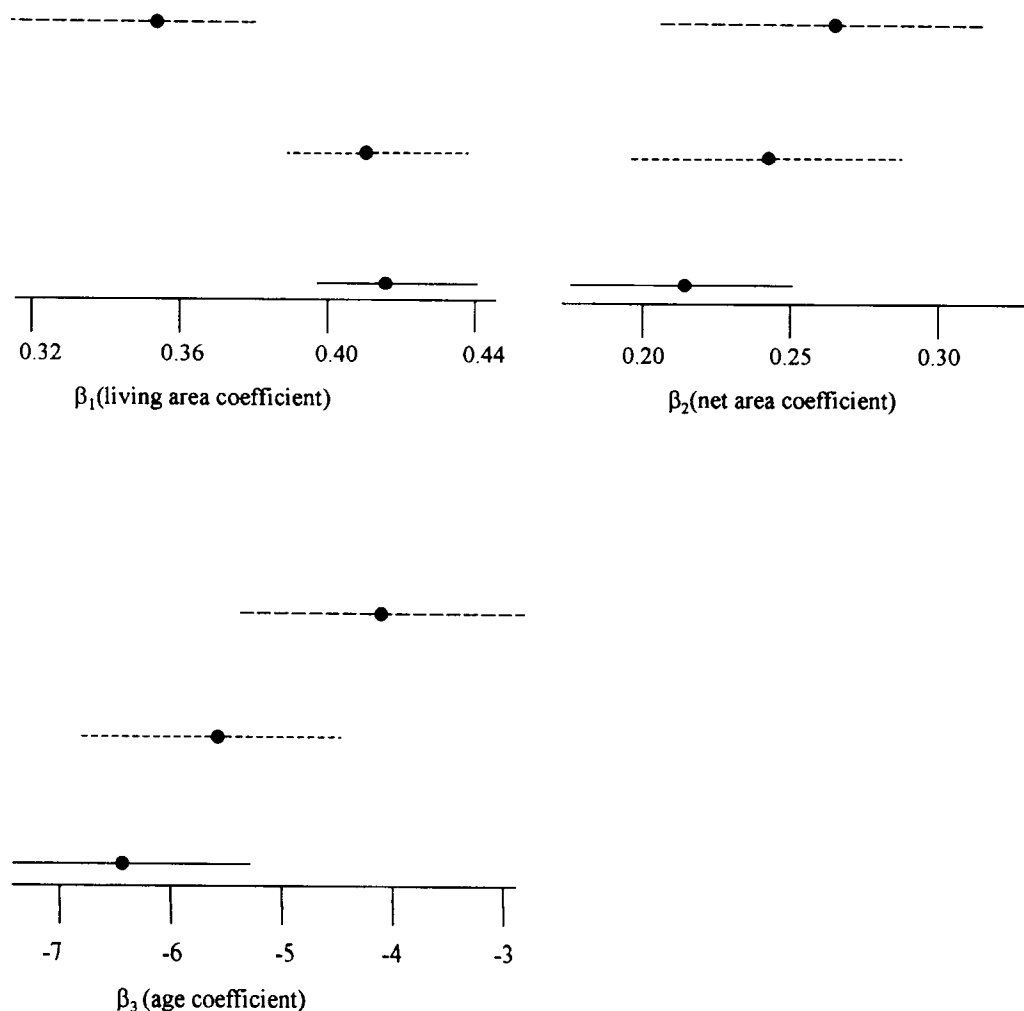 0.32 0.36 0.40 0.44
β₁(living area coefficient)
0.20 0.25 0.30
β₂(net area coefficient)
-7 -6 -5 -4 -3
β₃ (age coefficient)